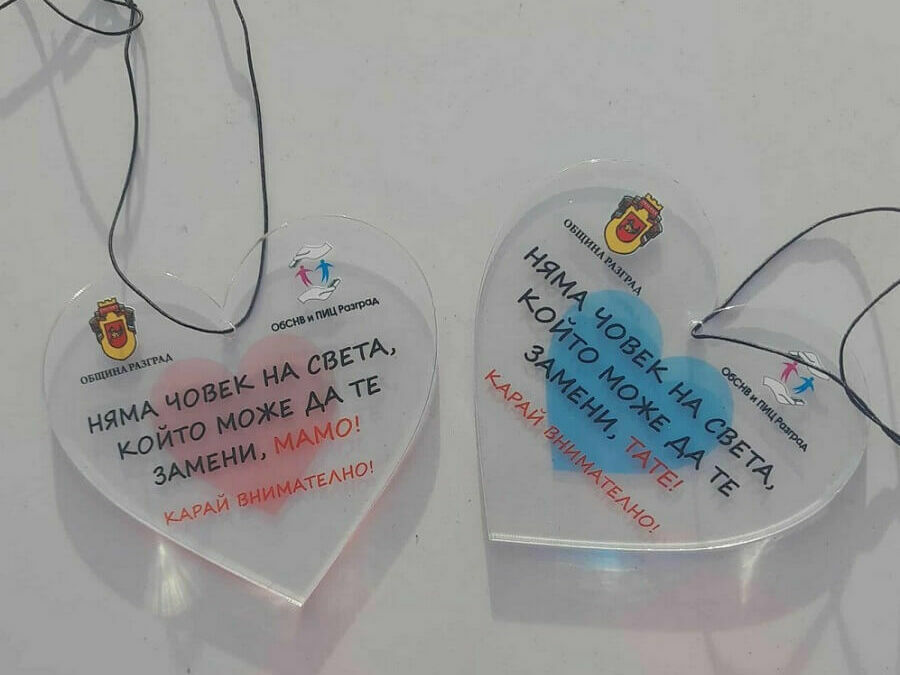 ОБЩИНА РАЗГРАД
ОбСНВ и ПИЦ Разград
НЯМА ЧОВЕК НА СВЕТА,
КОЙТО МОЖЕ ДА ТЕ
ЗАМЕНИ, МАМО!
КАРАЙ ВНИМАТЕЛНО!
ОБЩИНА РАЗГРАД
ОбСНВ и ПИЦ Разград
НЯМА ЧОВЕК НА СВЕТА,
КОЙТО МОЖЕ ДА ТЕ
ЗАМЕНИ, ТАТЕ!
КАРАЙ ВНИМАТЕЛНО!